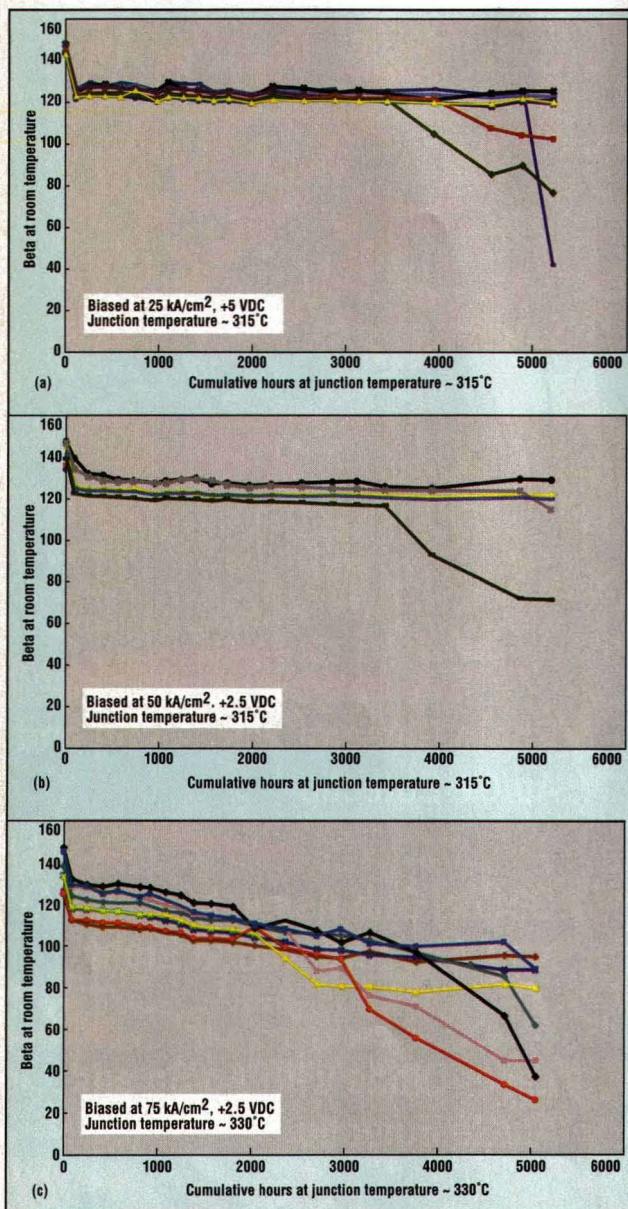 160
140
120
100
80
60
40
20
0
Beta at room temperature
Biased at 25 kA/cm², +5 VDC
Junction temperature ~ 315˚C
0 1000 2000 3000 4000 5000 6000
(a) Cumulative hours at junction temperature ~ 315˚C
160
140
120
100
80
60
40
20
0
Beta at room temperature
Biased at 50 kA/cm². +2.5 VDC
Junction temperature ~ 315˚C
0 1000 2000 3000 4000 5000 6000
(b) Cumulative hours at junction temperature ~ 315˚C
160
140
120
100
80
60
40
20
0
Beta at room temperature
Biased at 75 kA/cm², +2.5 VDC
Junction temperature ~ 330˚C
0 1000 2000 3000 4000 5000 6000
(c) Cumulative hours at junction temperature ~ 330˚C